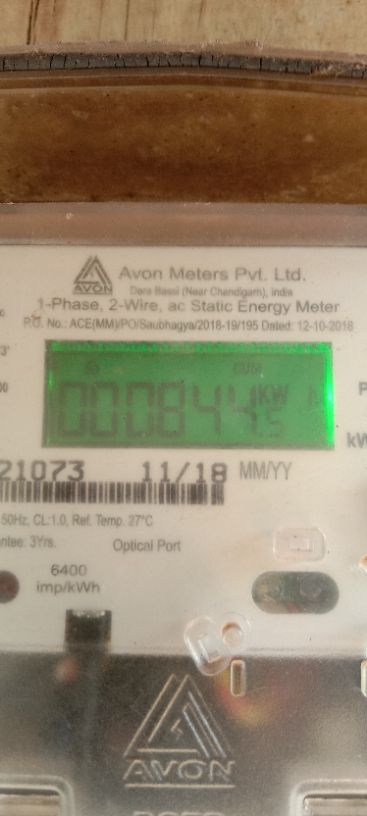 AVON
Avon Meters Pvt. Ltd.
Dera Bassi (Near Chandigarh), India
1-Phase, 2-Wire, ac Static Energy Meter
P.O. No.: ACE(MM)/PO/Saubhagya/2018-19/195 Dated: 12-10-2018
CUM
KW
21073 11/18 MM/YY
50Hz, CL:1.0, Ref. Temp. 27°C
3Yrs. Optical Port
6400
imp/kWh
AVON